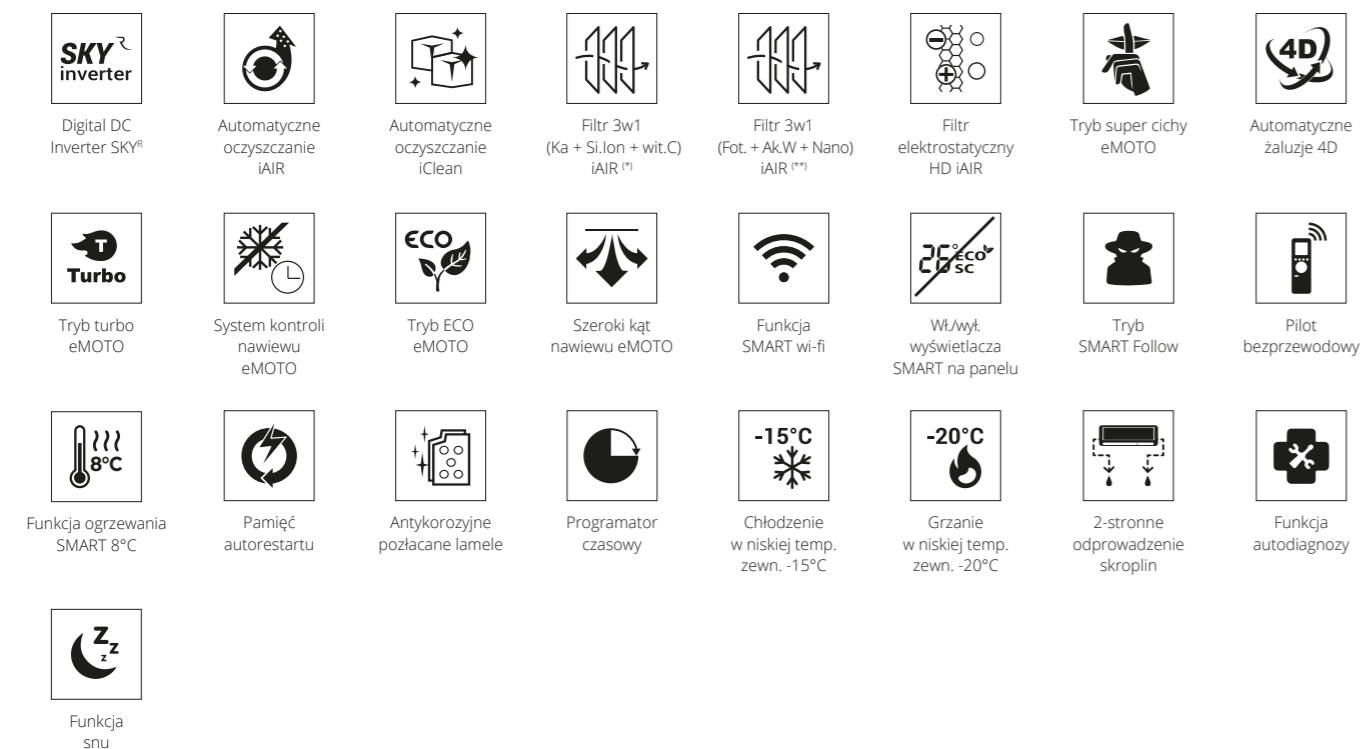 SKY R
inverter
Digital DC
Inverter SKYᴿ
Automatyczne
oczyszczanie
iAIR
Automatyczne
oczyszczanie
iClean
Filtr 3w1
(Ka + Si.Ion + wit.C)
iAIR (*)
Filtr 3w1
(Fot. + Ak.W + Nano)
iAIR (**)
Filtr
elektrostatyczny
HD iAIR
Tryb super cichy
eMOTO
4D
Automatyczne
żaluzje 4D
T
Turbo
Tryb turbo
eMOTO
System kontroli
nawiewu
eMOTO
ECO
Tryb ECO
eMOTO
Szeroki kąt
nawiewu eMOTO
Funkcja
SMART wi-fi
26° ECO
SC
Wł./wył.
wyświetlacza
SMART na panelu
Tryb
SMART Follow
Pilot
bezprzewodowy
8°C
Funkcja ogrzewania
SMART 8°C
Pamięć
autorestartu
Antykorozyjne
pozłacane lamele
Programator
czasowy
-15°C
Chłodzenie
w niskiej temp.
zewn. -15°C
-20°C
Grzanie
w niskiej temp.
zewn. -20°C
2-stronne
odprowadzenie
skroplin
Funkcja
autodiagnozy
Z z z
Funkcja
snu